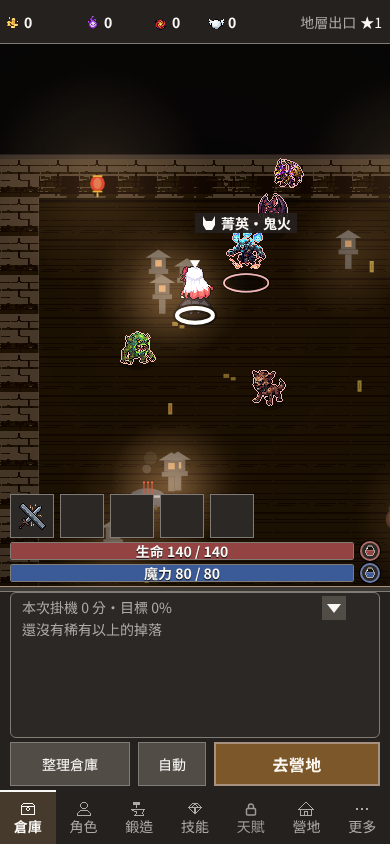 0 0 0 0 地層出口 ★1
菁英・鬼火
生命 140 / 140
魔力 80 / 80
本次掛機 0 分・目標 0%
還沒有稀有以上的掉落
整理倉庫 自動 去營地
倉庫 角色 鍛造 技能 天賦 營地 更多